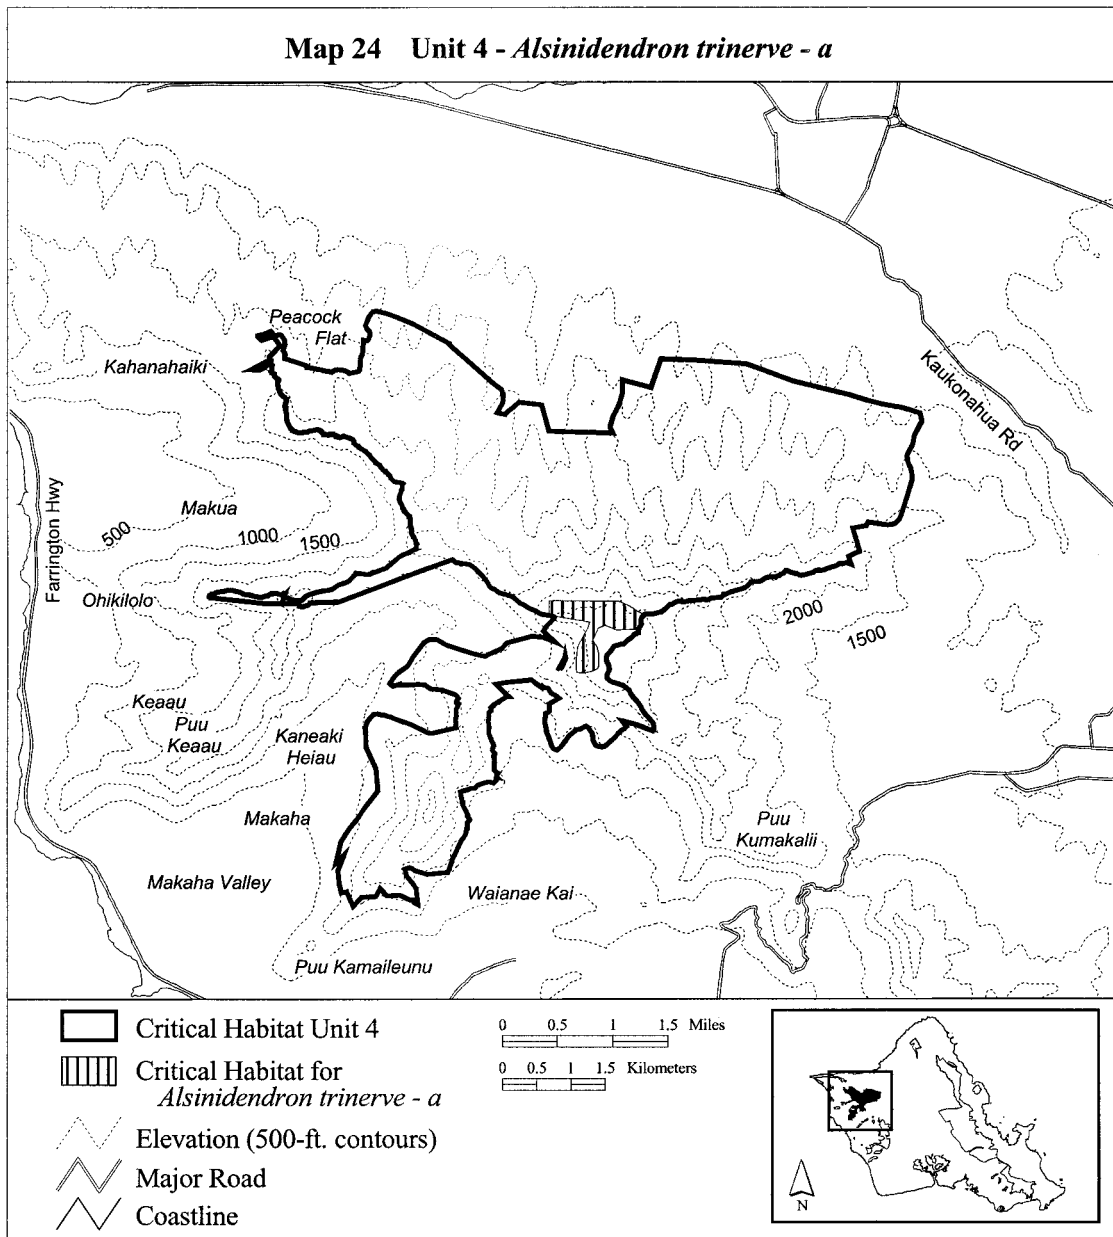 Map 24 Unit 4 - Alsinidendron trinerve - a
Peacock
Flat
Kahanahaiki
Kaukonahua Rd
Farrington Hwy
Makua
500
1000
1500
Ohikilolo
2000
1500
Keaau
Puu
Keaau
Kaneaki
Heiau
Makaha
Puu
Kumakalii
Makaha Valley
Waianae Kai
Puu Kamaileunu
Critical Habitat Unit 4
Critical Habitat for
Alsinidendron trinerve - a
Elevation (500-ft. contours)
Major Road
Coastline
0 0.5 1 1.5 Miles
0 0.5 1 1.5 Kilometers
N